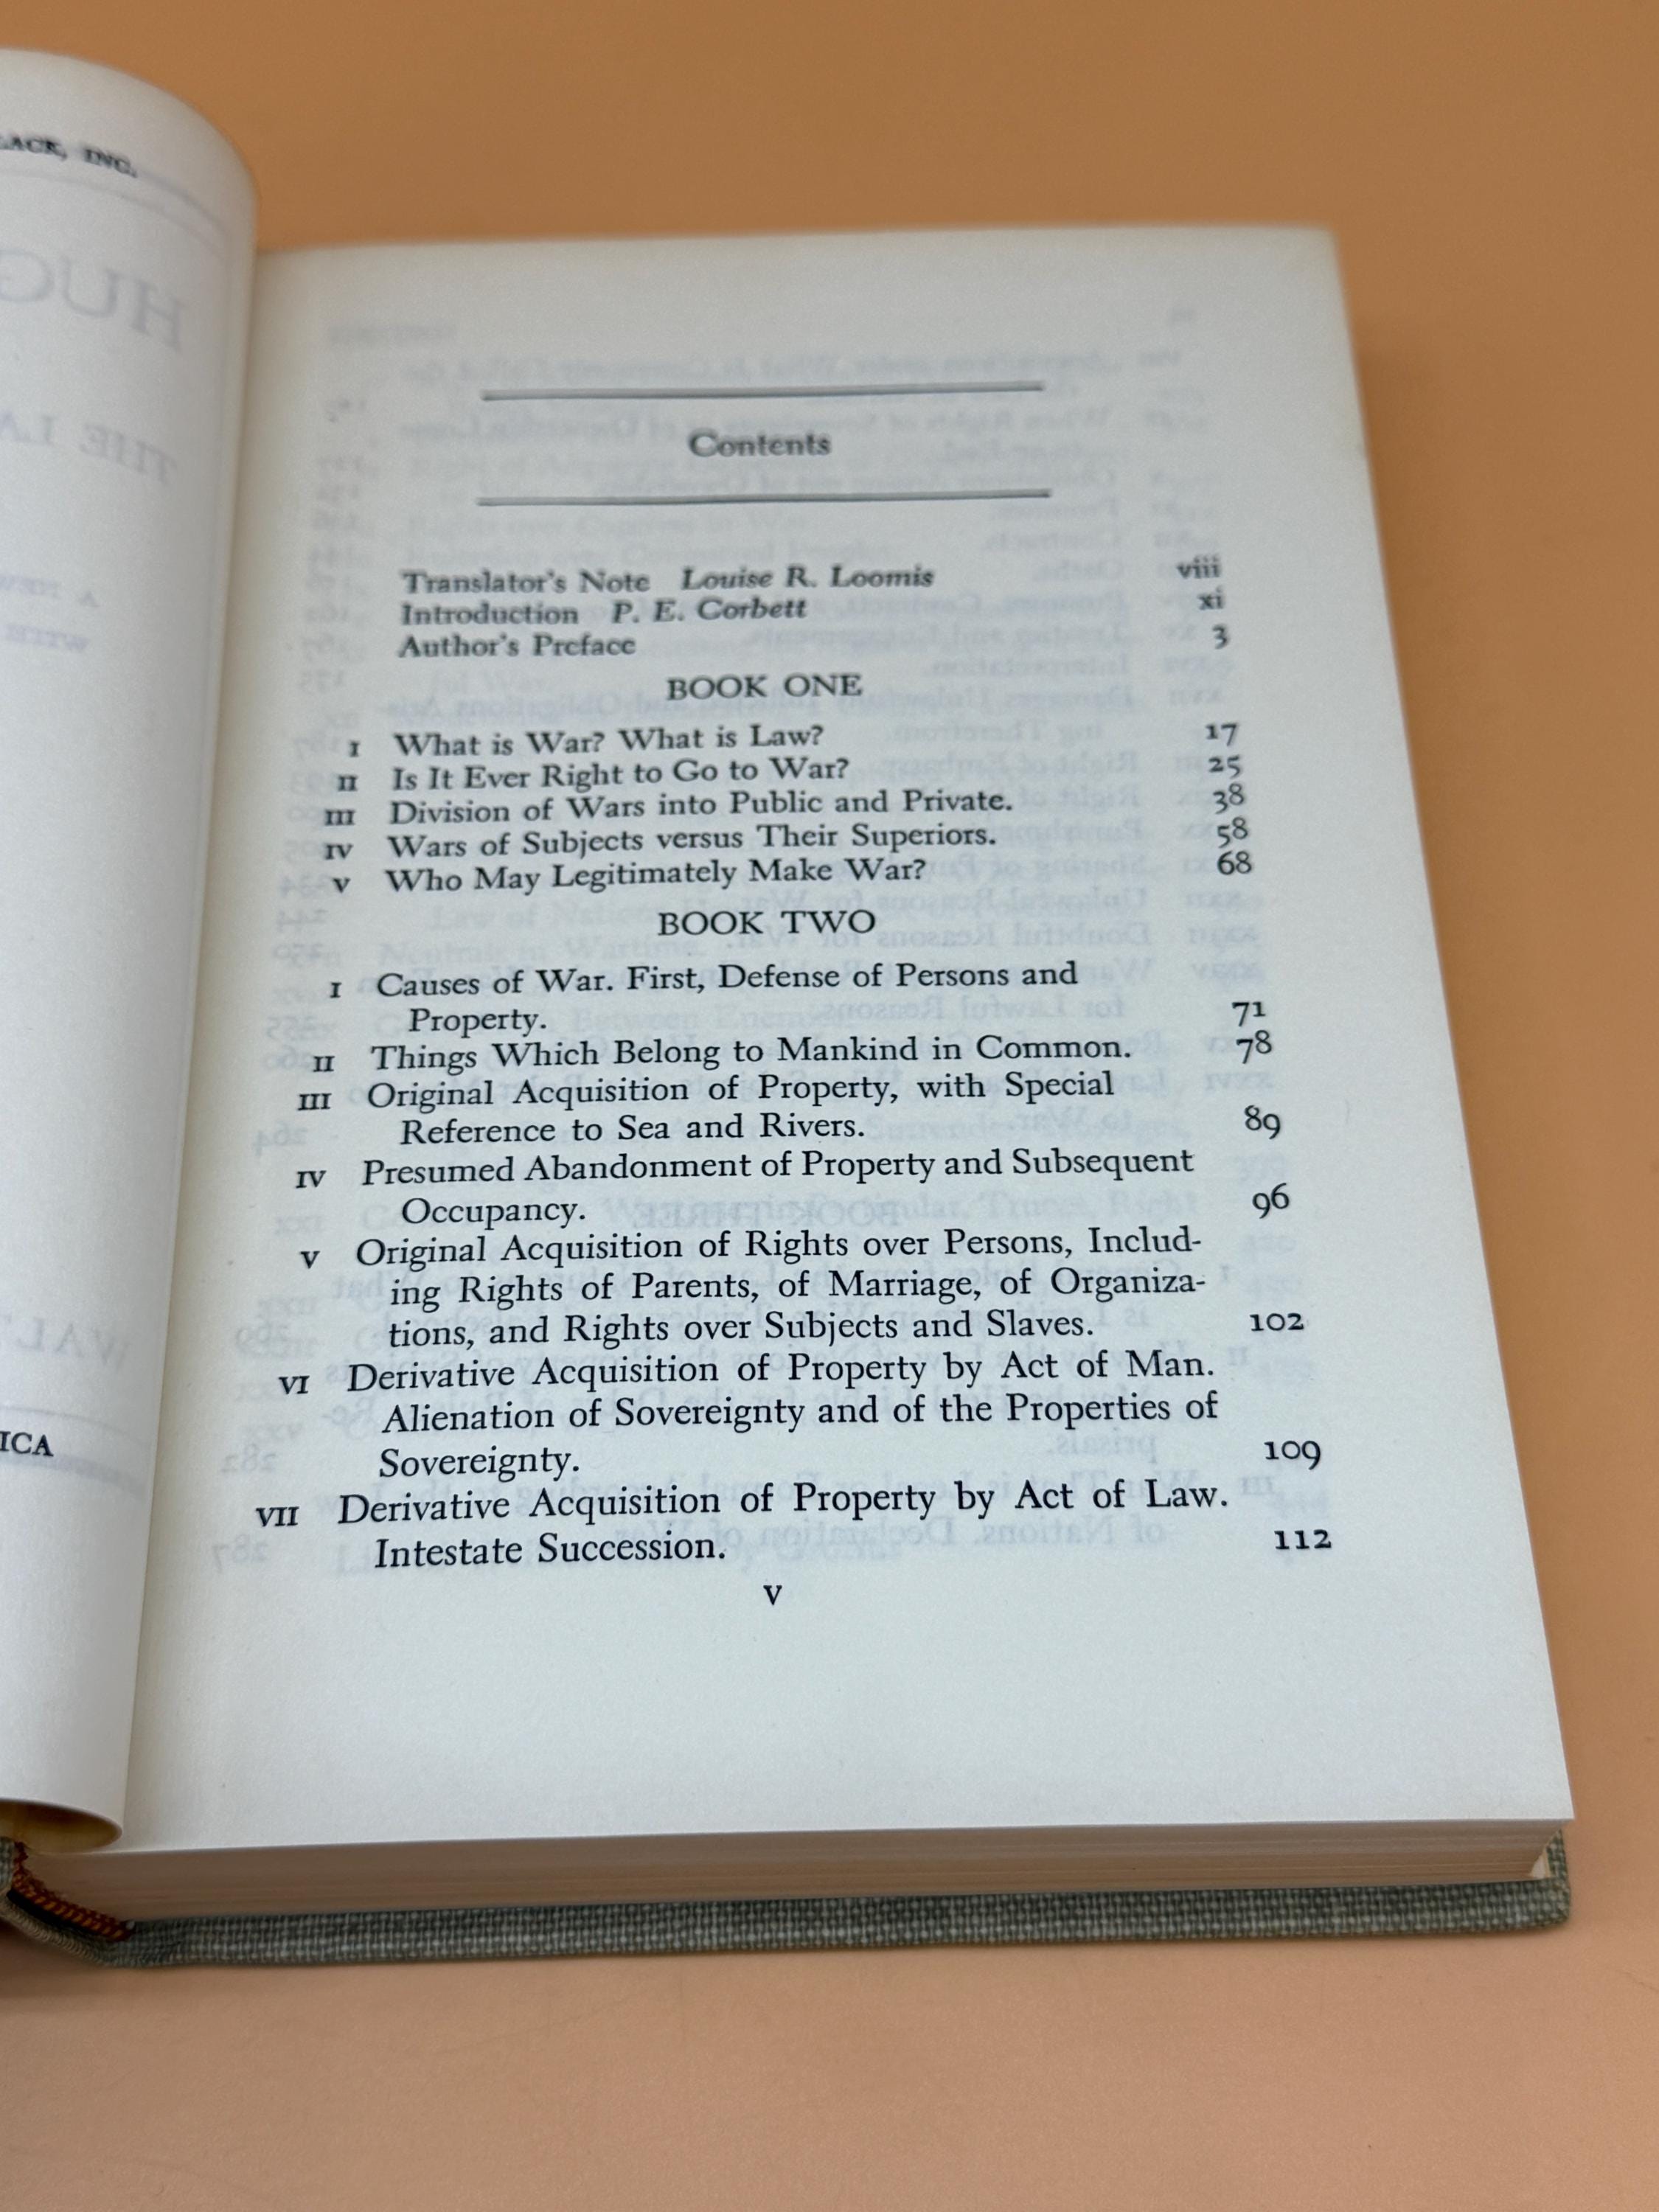 LACK, INC.
ICA
Contents
Translator's Note Louise R. Loomis viii
Introduction P. E. Corbett xi
Author's Preface 3
BOOK ONE
I What is War? What is Law? 17
II Is It Ever Right to Go to War? 25
III Division of Wars into Public and Private. 38
IV Wars of Subjects versus Their Superiors. 58
V Who May Legitimately Make War? 68
BOOK TWO
I Causes of War. First, Defense of Persons and
Property. 71
II Things Which Belong to Mankind in Common. 78
III Original Acquisition of Property, with Special
Reference to Sea and Rivers. 89
IV Presumed Abandonment of Property and Subsequent
Occupancy. 96
V Original Acquisition of Rights over Persons, Includ-
ing Rights of Parents, of Marriage, of Organiza-
tions, and Rights over Subjects and Slaves. 102
VI Derivative Acquisition of Property by Act of Man.
Alienation of Sovereignty and of the Properties of
Sovereignty. 109
VII Derivative Acquisition of Property by Act of Law.
Intestate Succession. 112
v